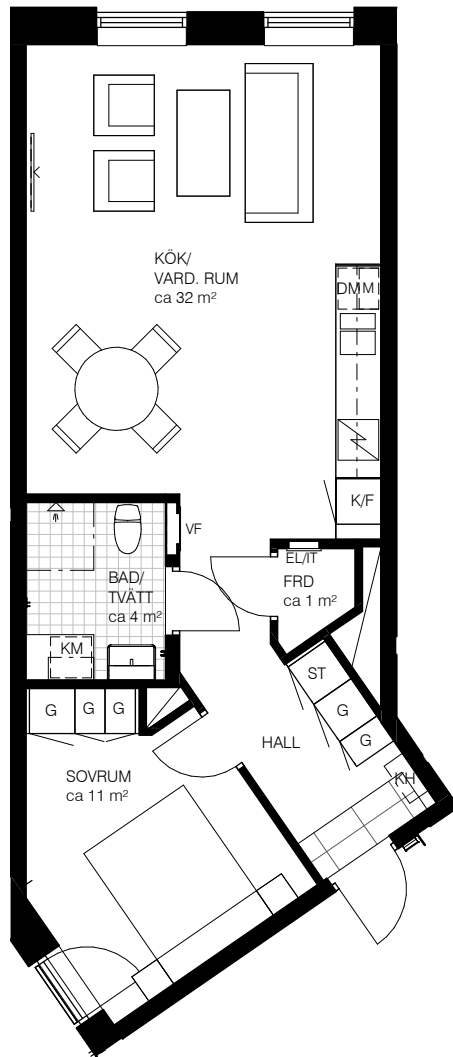 KÖK/
VARD. RUM
ca 32 m²
DM M
K/F
VF
EL/IT
FRD
ca 1 m²
BAD/
TVÄTT
ca 4 m²
KM
ST
G
G
G
G
G
HALL
KH
SOVRUM
ca 11 m²